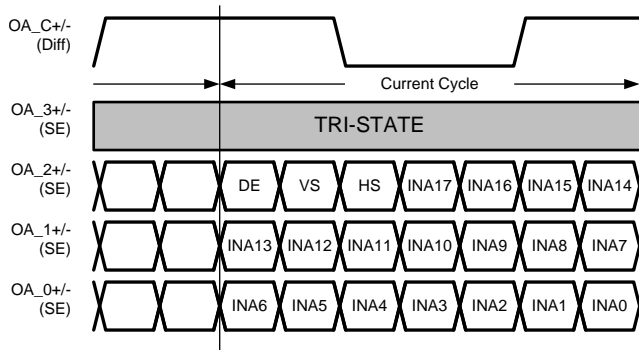 OA_C+/-
(Diff)
Current Cycle
OA_3+/-
(SE)
TRI-STATE
OA_2+/-
(SE)
DE VS HS INA17 INA16 INA15 INA14
OA_1+/-
(SE)
INA13 INA12 INA11 INA10 INA9 INA8 INA7
OA_0+/-
(SE)
INA6 INA5 INA4 INA3 INA2 INA1 INA0